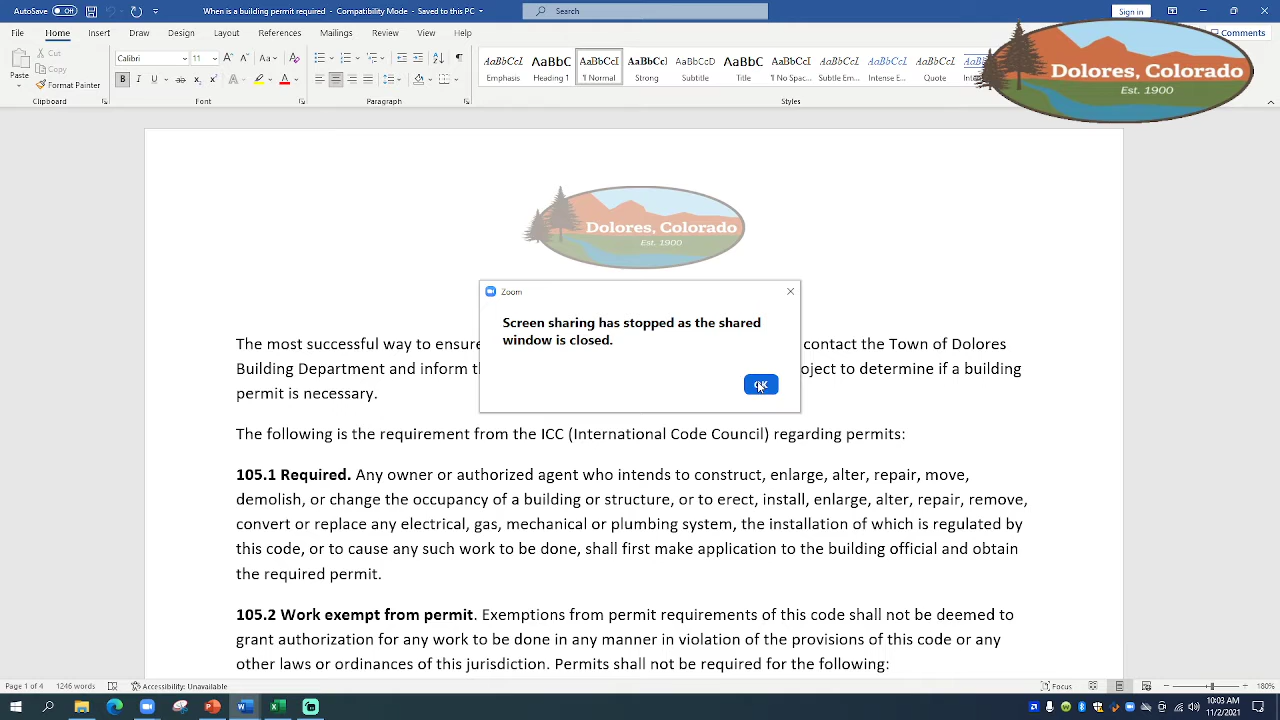 AutoSave Off When do I need a building permit - Compatibility Mode - Saved to this PC Search Sign in
File Home Insert Draw Design Layout References Mailings Review View Help Comments
Cut
Copy
Format Painter
Clipboard
Calibri 11
Font
Paragraph
AaBbCcI AaBbC AaBbCcI AaBbCcI AaBbCcD AaBbC AaBbCcI AaBbCcI AaBbCcI AaBbCcI
Emphasis Heading 1 ¶ Normal Strong Subtitle Title ¶ No Spac... Subtle Em... Intense E... Quote
Styles
Dolores, Colorado
Est. 1900
Dolores, Colorado
Est. 1900
Zoom
Screen sharing has stopped as the shared
window is closed.
OK
The most successful way to ensure contact the Town of Dolores
Building Department and inform to determine if a building
permit is necessary.
The following is the requirement from the ICC (International Code Council) regarding permits:
105.1 Required. Any owner or authorized agent who intends to construct, enlarge, alter, repair, move,
demolish, or change the occupancy of a building or structure, or to erect, install, enlarge, alter, repair, remove,
convert or replace any electrical, gas, mechanical or plumbing system, the installation of which is regulated by
this code, or to cause any such work to be done, shall first make application to the building official and obtain
the required permit.
105.2 Work exempt from permit. Exemptions from permit requirements of this code shall not be deemed to
grant authorization for any work to be done in any manner in violation of the provisions of this code or any
other laws or ordinances of this jurisdiction. Permits shall not be required for the following:
Page 1 of 4 1246 words Accessibility: Unavailable Focus 180%
10:03 AM
11/2/2021